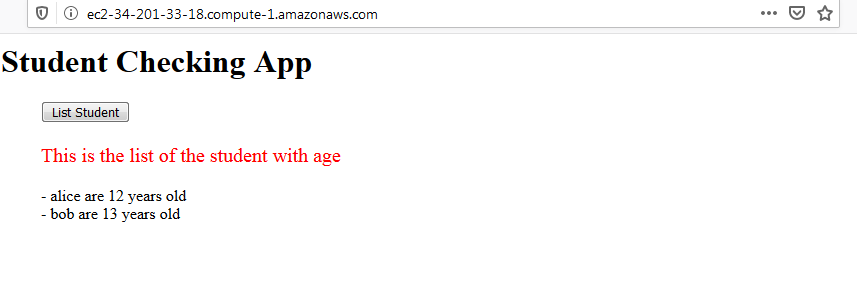 ec2-34-201-33-18.compute-1.amazonaws.com
Student Checking App
List Student
This is the list of the student with age
- alice are 12 years old
- bob are 13 years old